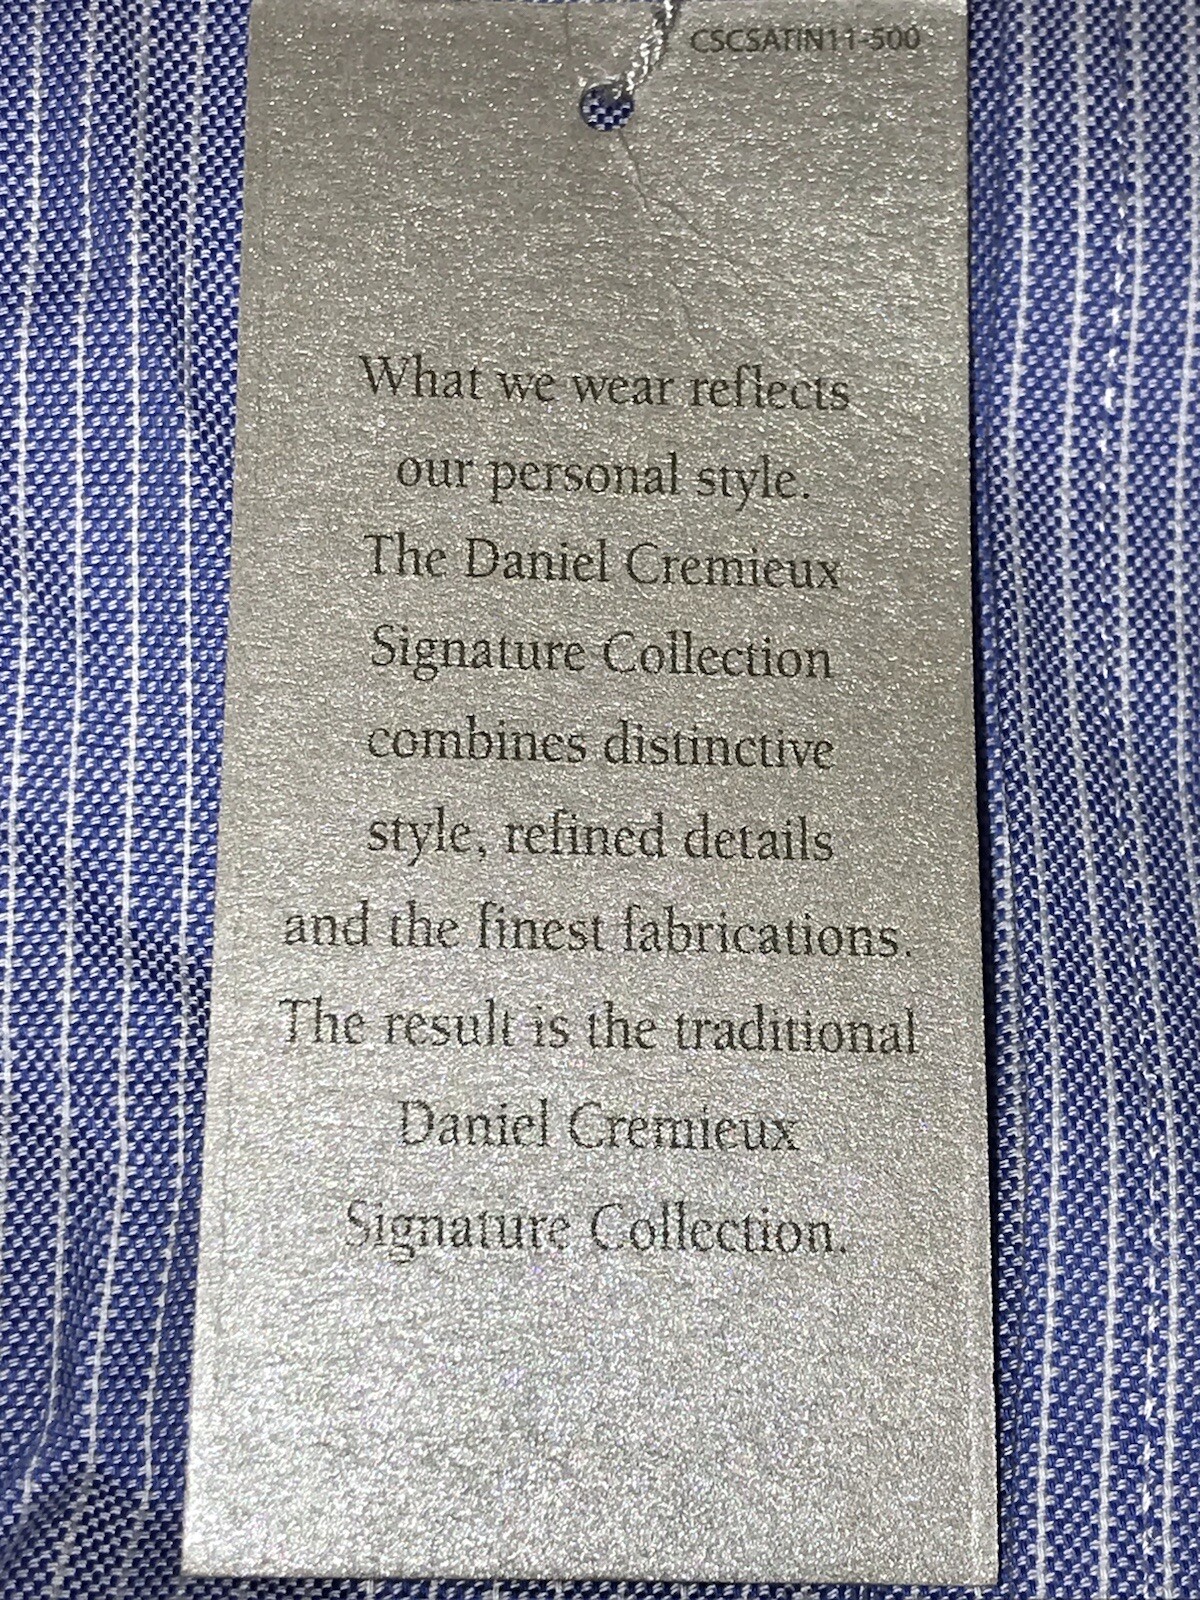 CSCSATIN11-500
What we wear reflects
our personal style.
The Daniel Cremieux
Signature Collection
combines distinctive
style, refined details
and the finest fabrications.
The result is the traditional
Daniel Cremieux
Signature Collection.